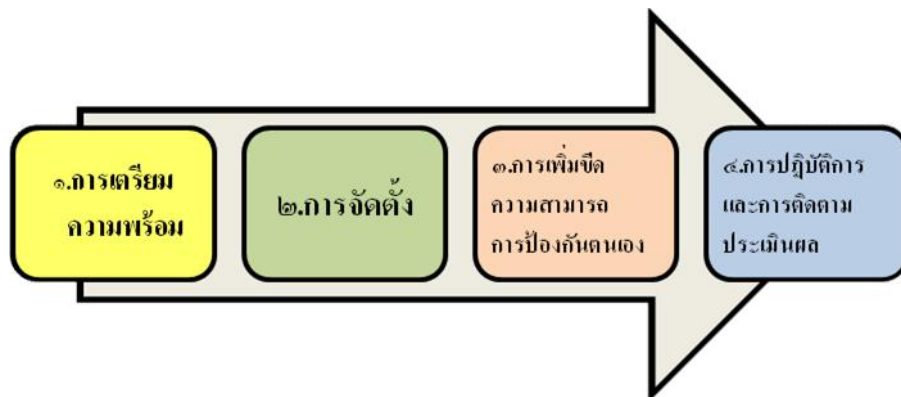 ๑.การเตรียม
ความพร้อม
๒.การจัดตั้ง
๓.การเพิ่มขีด
ความสามารถ
การป้องกันตนเอง
๔.การปฏิบัติการ
และการติดตาม
ประเมินผล